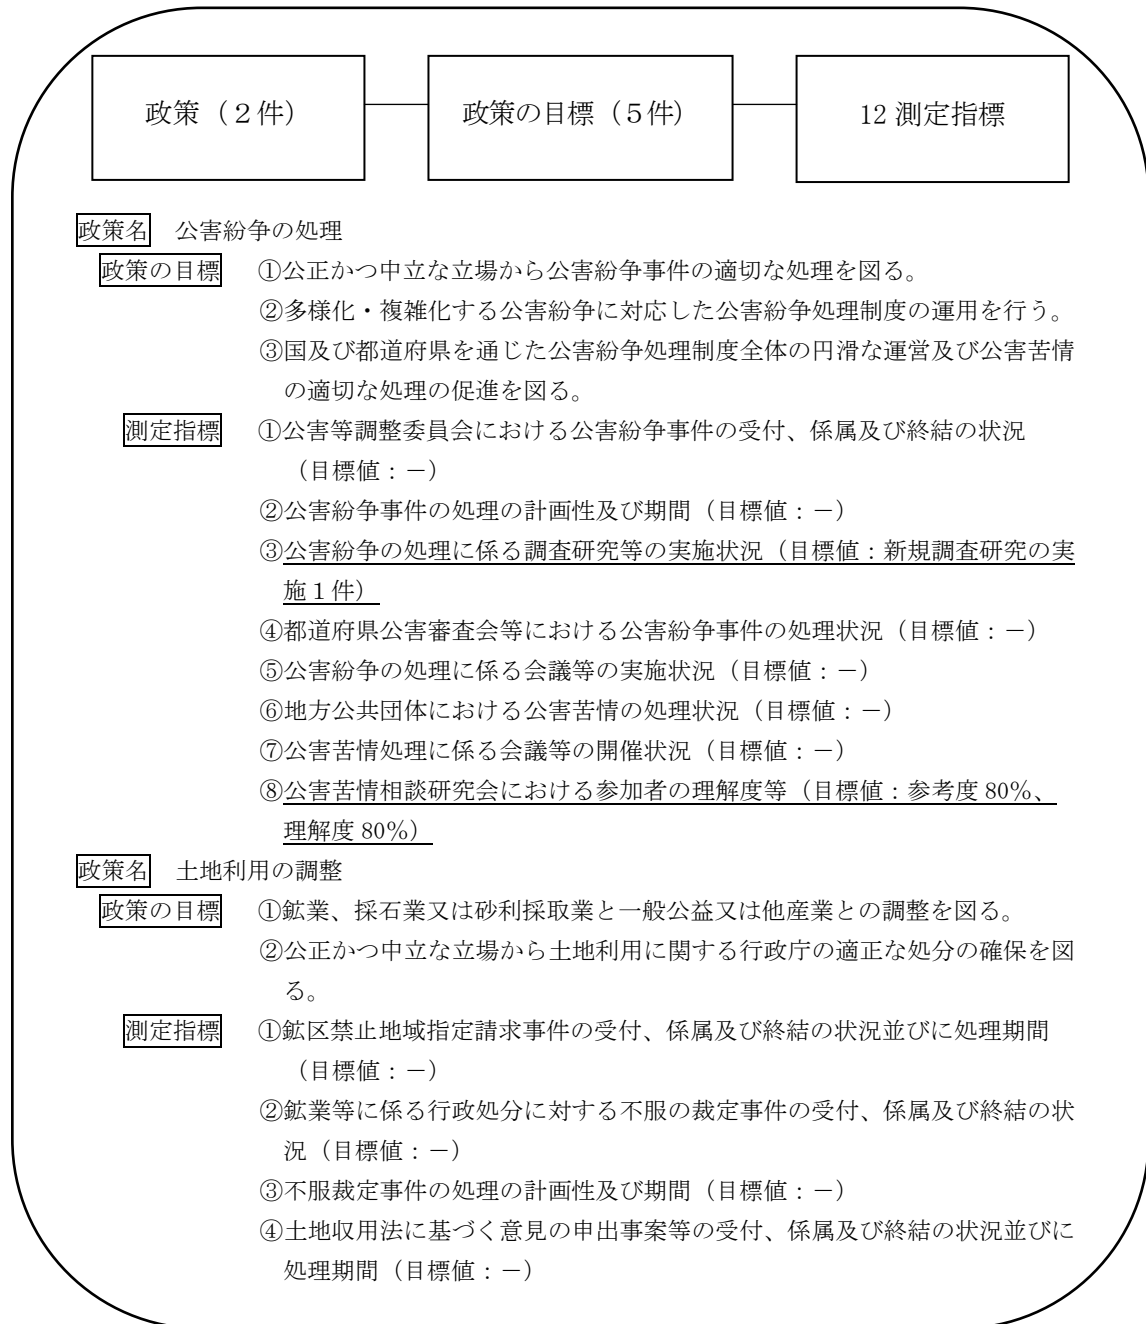 政策（２件）
政策の目標（５件）
12 測定指標
政策名　公害紛争の処理
政策の目標　①公正かつ中立な立場から公害紛争事件の適切な処理を図る。
②多様化・複雑化する公害紛争に対応した公害紛争処理制度の運用を行う。
③国及び都道府県を通じた公害紛争処理制度全体の円滑な運営及び公害苦情
の適切な処理の促進を図る。
測定指標　①公害等調整委員会における公害紛争事件の受付、係属及び終結の状況
（目標値：－）
②公害紛争事件の処理の計画性及び期間（目標値：－）
③公害紛争の処理に係る調査研究等の実施状況（目標値：新規調査研究の実
施１件）
④都道府県公害審査会等における公害紛争事件の処理状況（目標値：－）
⑤公害紛争の処理に係る会議等の実施状況（目標値：－）
⑥地方公共団体における公害苦情の処理状況（目標値：－）
⑦公害苦情処理に係る会議等の開催状況（目標値：－）
⑧公害苦情相談研究会における参加者の理解度等（目標値：参考度 80％、
理解度 80％）
政策名　土地利用の調整
政策の目標　①鉱業、採石業又は砂利採取業と一般公益又は他産業との調整を図る。
②公正かつ中立な立場から土地利用に関する行政庁の適正な処分の確保を図
る。
測定指標　①鉱区禁止地域指定請求事件の受付、係属及び終結の状況並びに処理期間
（目標値：－）
②鉱業等に係る行政処分に対する不服の裁定事件の受付、係属及び終結の状
況（目標値：－）
③不服裁定事件の処理の計画性及び期間（目標値：－）
④土地収用法に基づく意見の申出事案等の受付、係属及び終結の状況並びに
処理期間（目標値：－）